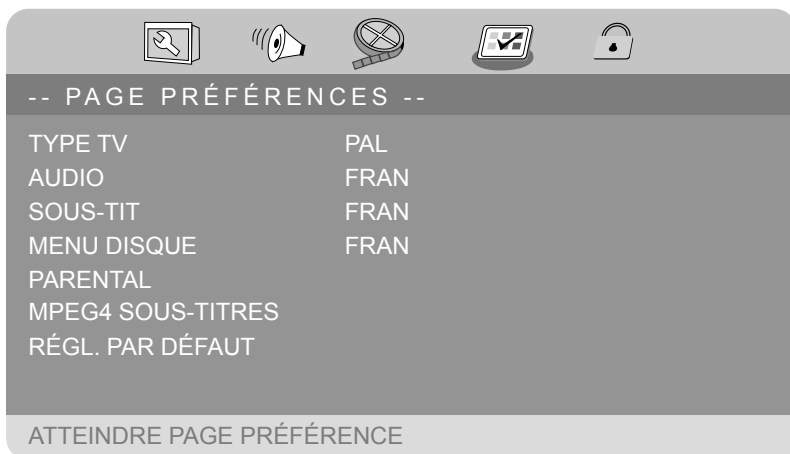 -- PAGE PRÉFÉRENCES --
TYPE TV PAL
AUDIO FRAN
SOUS-TIT FRAN
MENU DISQUE FRAN
PARENTAL
MPEG4 SOUS-TITRES
RÉGL. PAR DÉFAUT
ATTEINDRE PAGE PRÉFÉRENCE